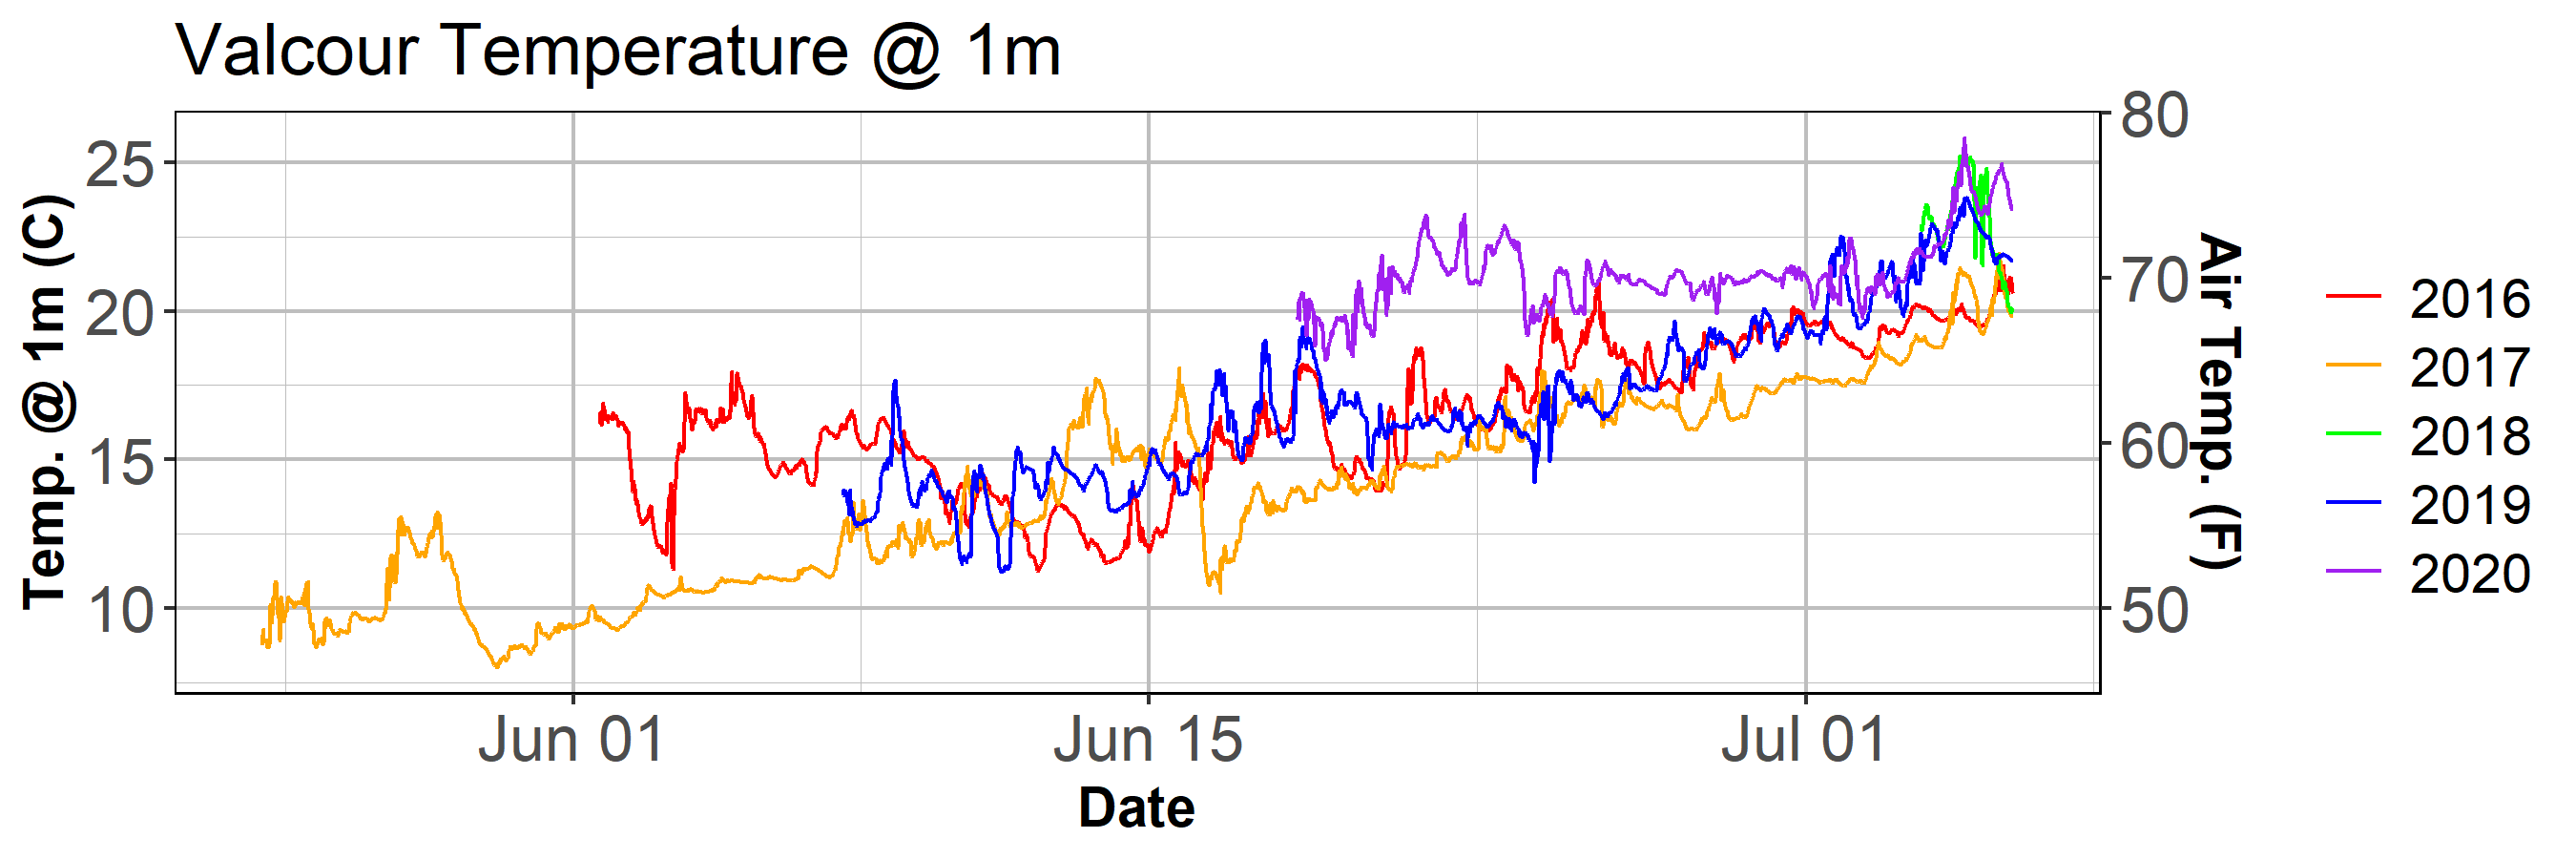 Valcour Temperature @ 1m
Temp. @ 1m (C)
25
20
15
10
80
70
60
50
Air Temp. (F)
Jun 01
Jun 15
Jul 01
Date
2016
2017
2018
2019
2020